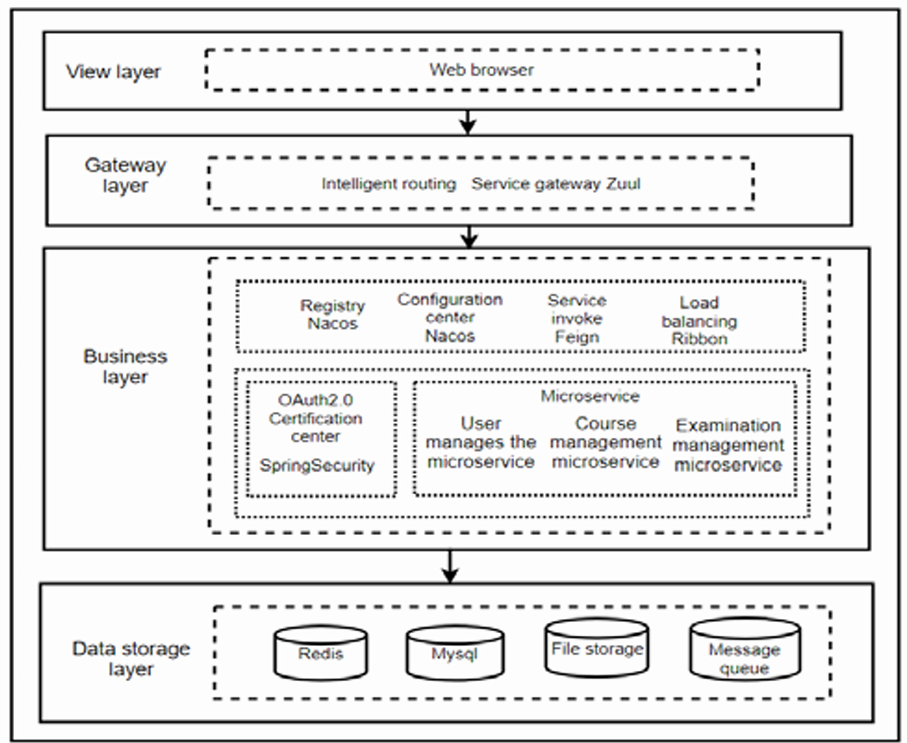 View layer
Web browser
Gateway
layer
Intelligent routing Service gateway Zuul
Business
layer
Registry
Nacos
Configuration
center
Nacos
Service
invoke
Feign
Load
balancing
Ribbon
OAuth2.0
Certification
center
SpringSecurity
Microservice
User
manages the
microservice
Course
management
microservice
Examination
management
microservice
Data storage
layer
Redis
Mysql
File storage
Message
queue